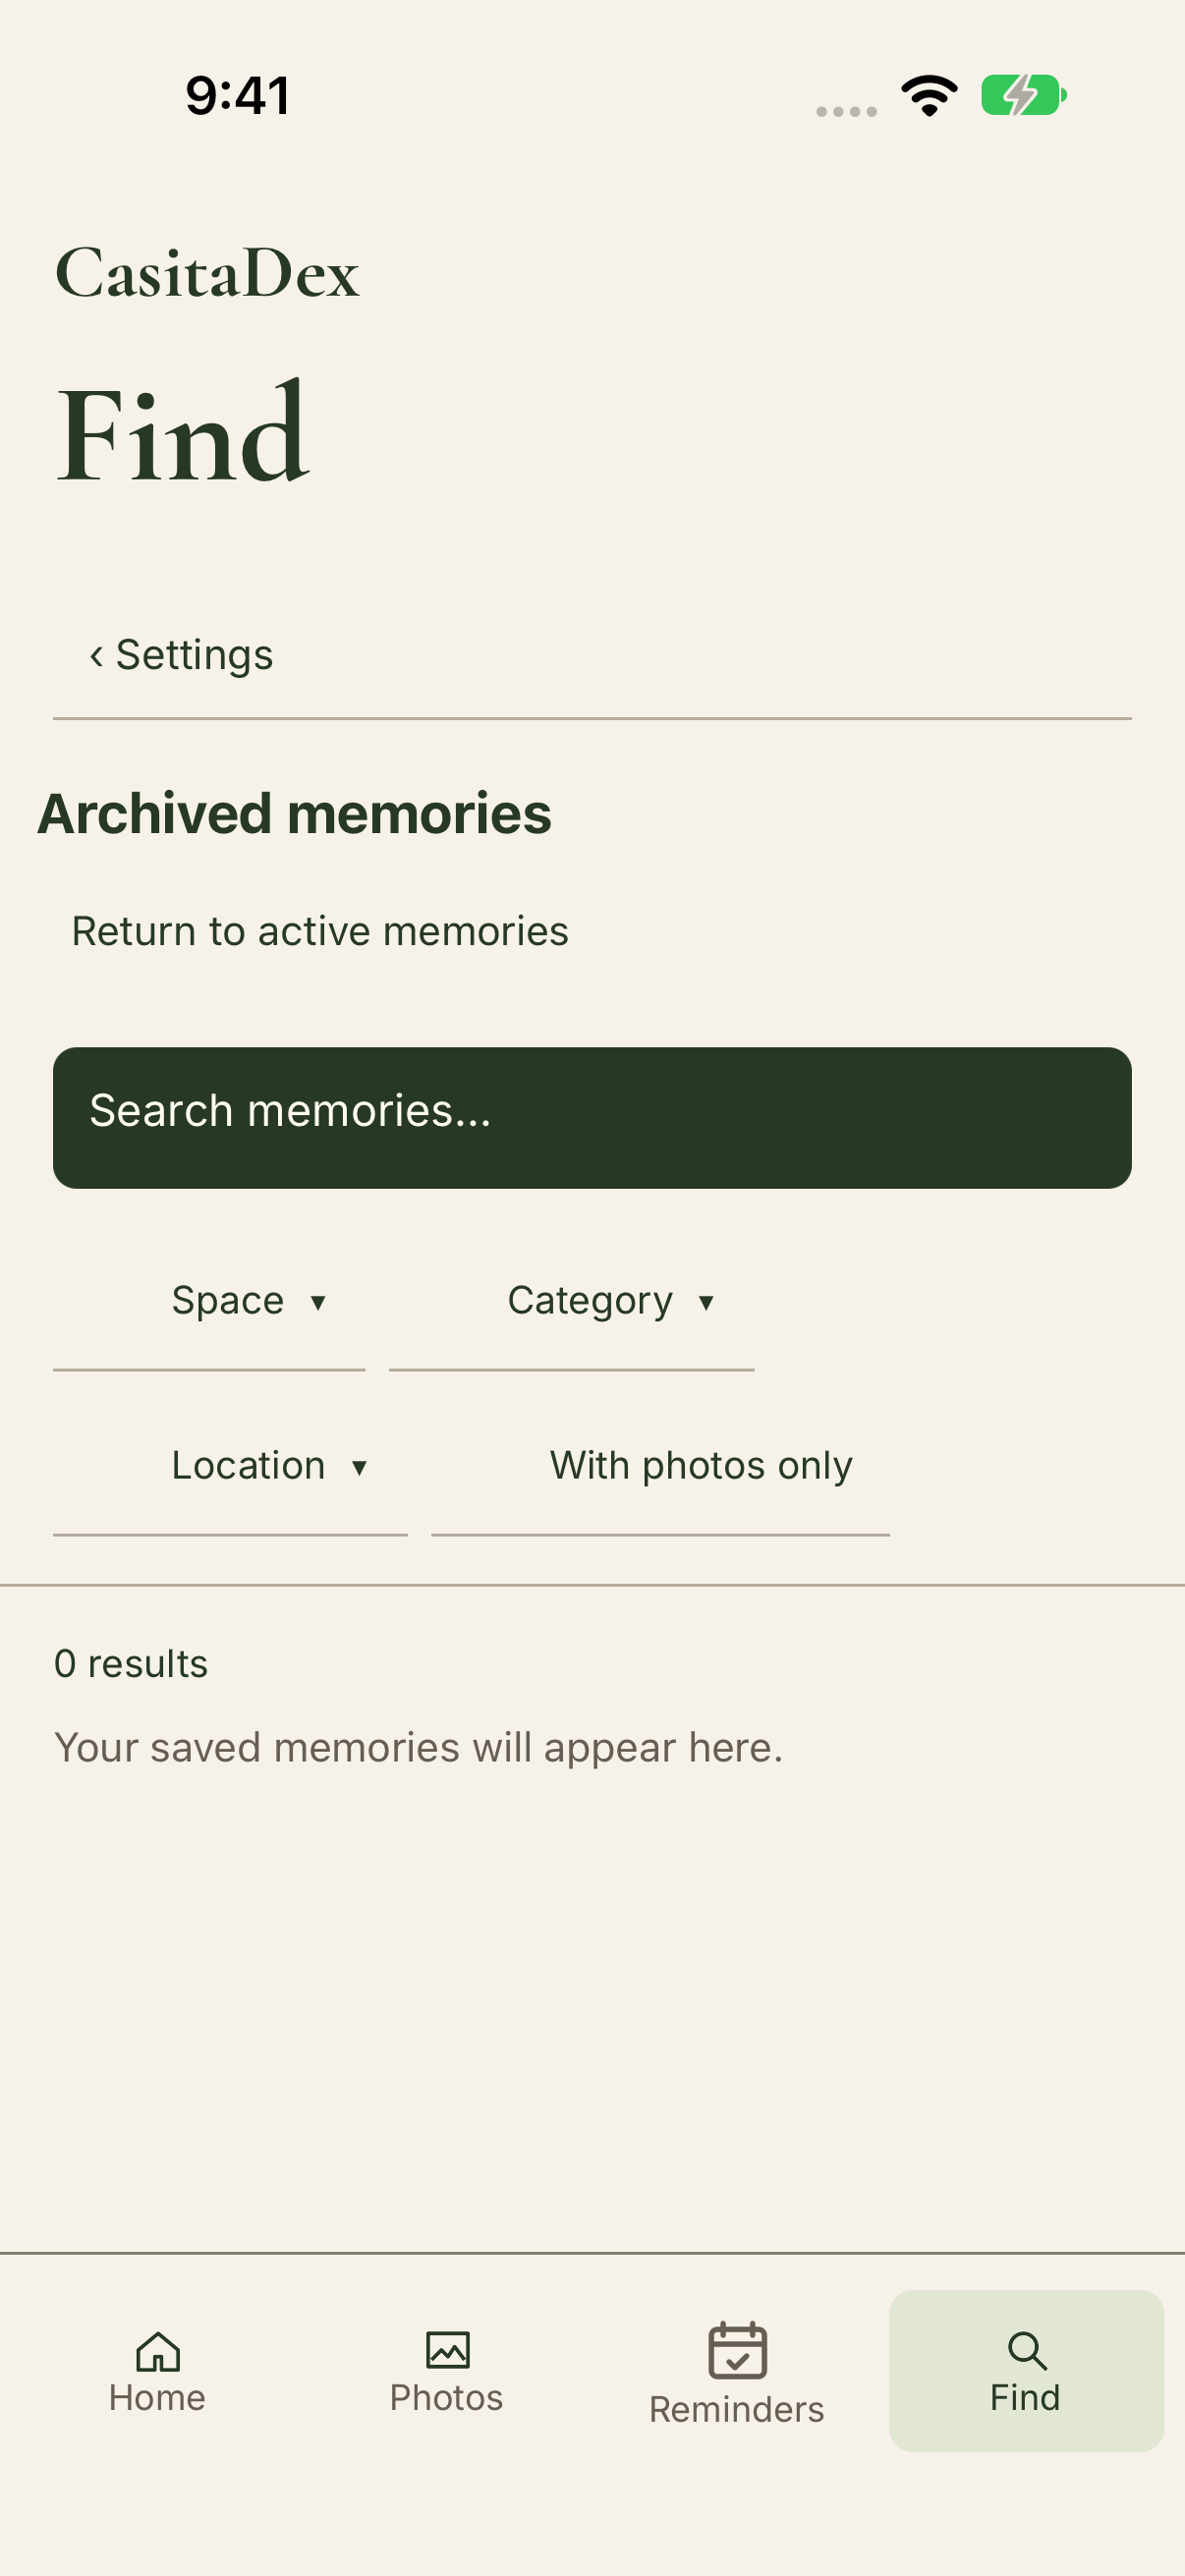 9:41
CasitaDex
Find
‹ Settings
Archived memories
Return to active memories
Search memories...
Space ▾ Category ▾
Location ▾ With photos only
0 results
Your saved memories will appear here.
Home Photos Reminders Find